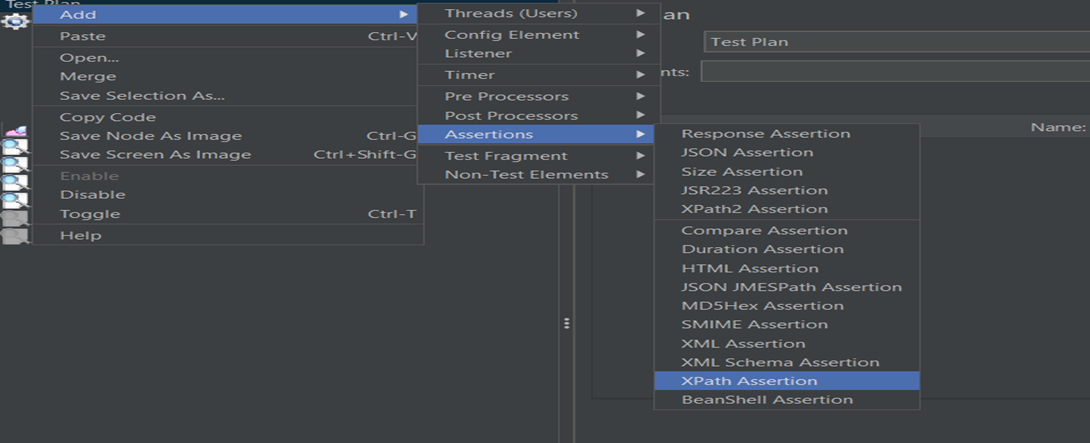 Test Plan
Add
Paste Ctrl-V
Open...
Merge
Save Selection As...
Copy Code
Save Node As Image Ctrl-G
Save Screen As Image Ctrl+Shift-G
Enable
Disable
Toggle Ctrl-T
Help
Threads (Users)
Config Element
Listener
Timer
Pre Processors
Post Processors
Assertions
Test Fragment
Non-Test Elements
Response Assertion
JSON Assertion
Size Assertion
JSR223 Assertion
XPath2 Assertion
Compare Assertion
Duration Assertion
HTML Assertion
JSON JMESPath Assertion
MD5Hex Assertion
SMIME Assertion
XML Assertion
XML Schema Assertion
XPath Assertion
BeanShell Assertion
an
Test Plan
nts:
Name: